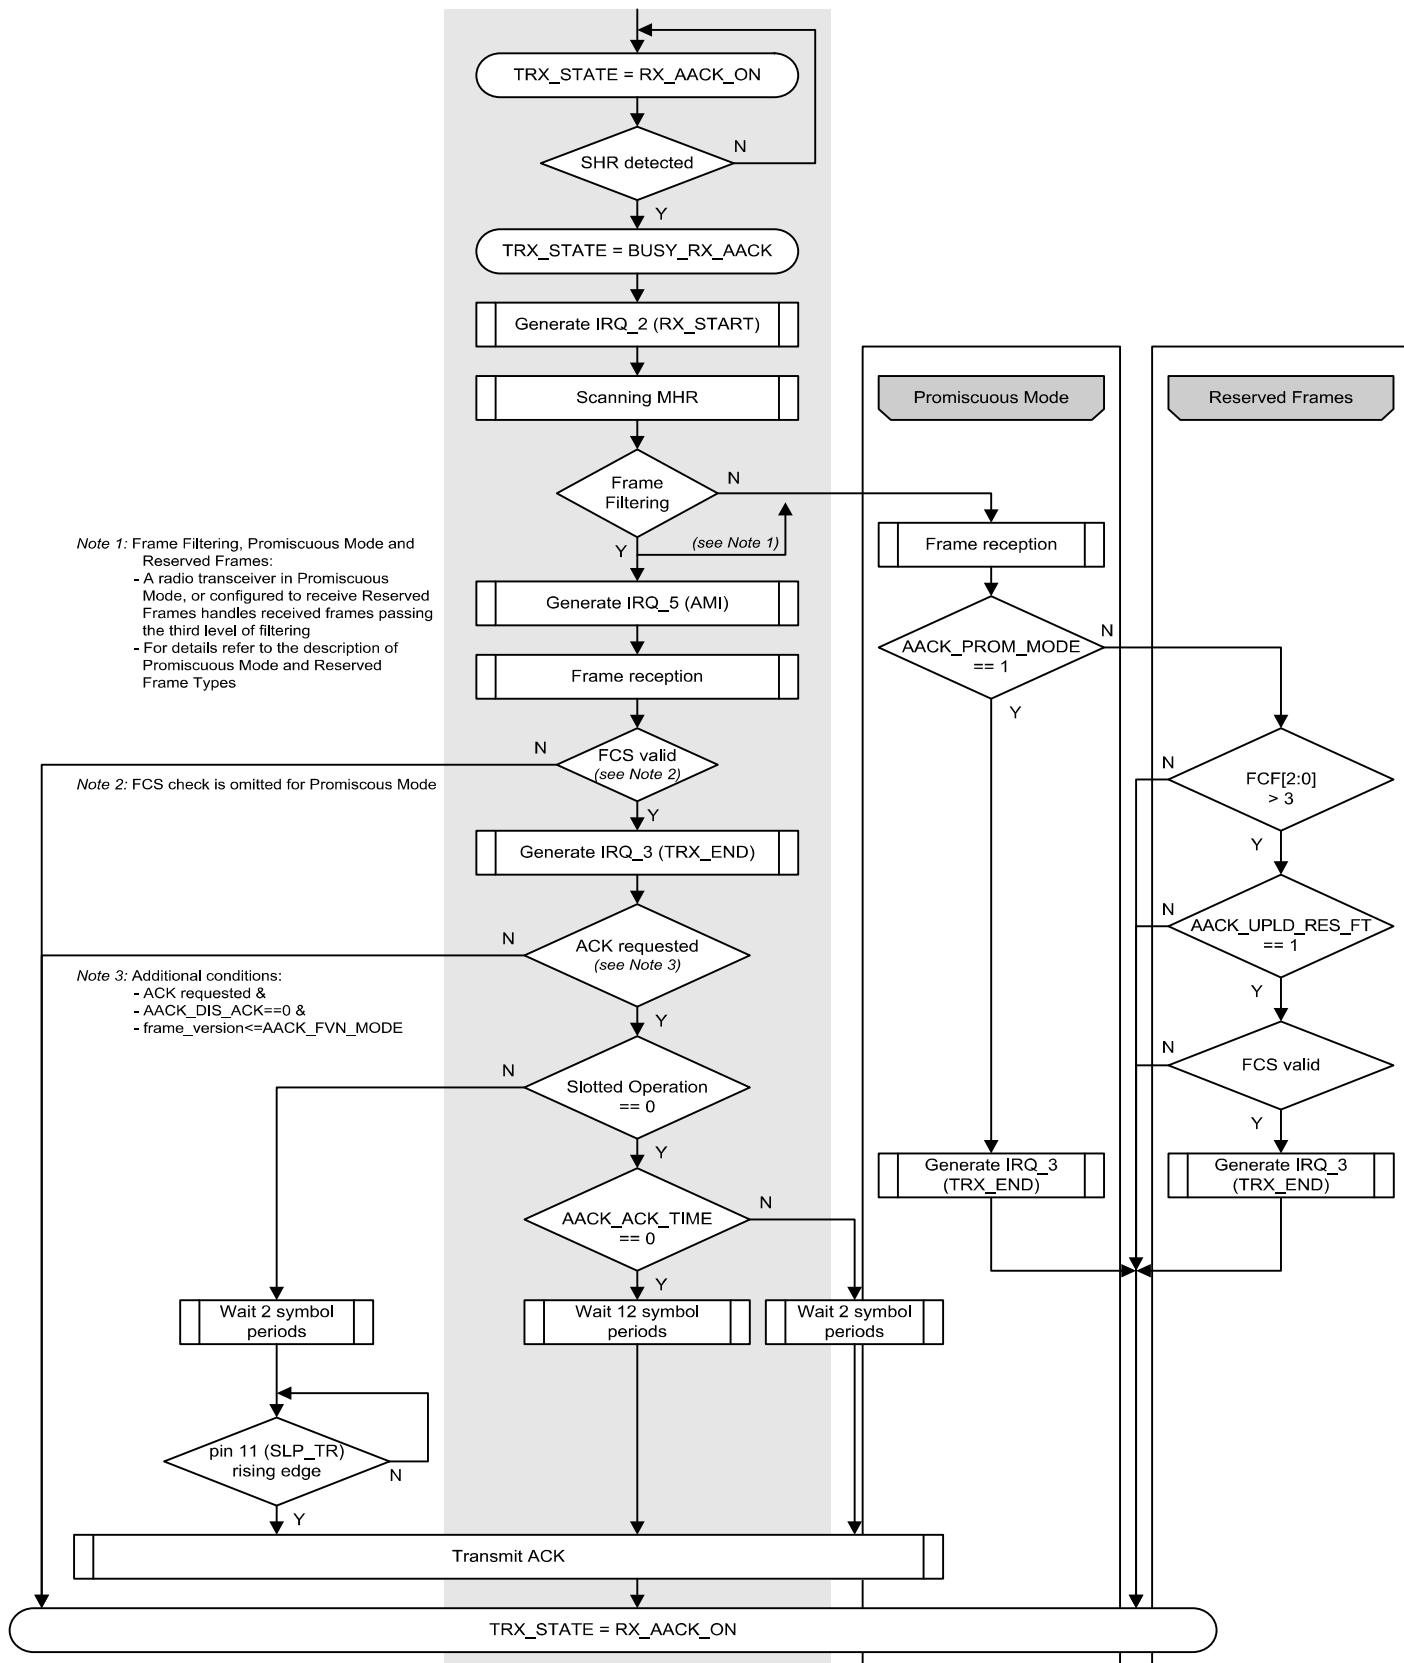 TRX_STATE = RX_AACK_ON
N
SHR detected
Y
TRX_STATE = BUSY_RX_AACK
Generate IRQ_2 (RX_START)
Scanning MHR
Promiscuous Mode
Reserved Frames
Frame
Filtering
N
Y
(see Note 1)
Frame reception
Note 1: Frame Filtering, Promiscuous Mode and
Reserved Frames:
- A radio transceiver in Promiscuous
Mode, or configured to receive Reserved
Frames handles received frames passing
the third level of filtering
- For details refer to the description of
Promiscuous Mode and Reserved
Frame Types
Generate IRQ_5 (AMI)
AACK_PROM_MODE
== 1
N
Y
Frame reception
N
FCS valid
(see Note 2)
Y
Note 2: FCS check is omitted for Promiscous Mode
N
FCF[2:0]
> 3
Y
Generate IRQ_3 (TRX_END)
N
ACK requested
(see Note 3)
Y
N
AACK_UPLD_RES_FT
== 1
Y
Note 3: Additional conditions:
- ACK requested &
- AACK_DIS_ACK==0 &
- frame_version<=AACK_FVN_MODE
N
Slotted Operation
== 0
Y
N
FCS valid
Y
Generate IRQ_3
(TRX_END)
Generate IRQ_3
(TRX_END)
AACK_ACK_TIME
== 0
N
Y
Wait 2 symbol
periods
Wait 12 symbol
periods
Wait 2 symbol
periods
pin 11 (SLP_TR)
rising edge
N
Y
Transmit ACK
TRX_STATE = RX_AACK_ON